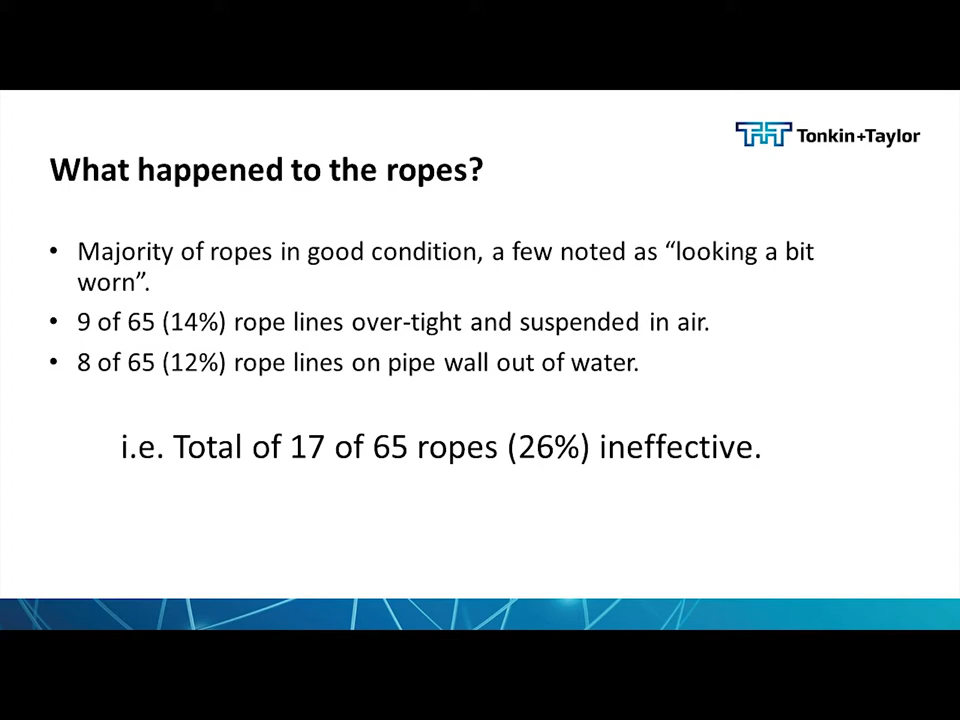 Tonkin+Taylor
What happened to the ropes?
• Majority of ropes in good condition, a few noted as “looking a bit
worn”.
• 9 of 65 (14%) rope lines over-tight and suspended in air.
• 8 of 65 (12%) rope lines on pipe wall out of water.
i.e. Total of 17 of 65 ropes (26%) ineffective.